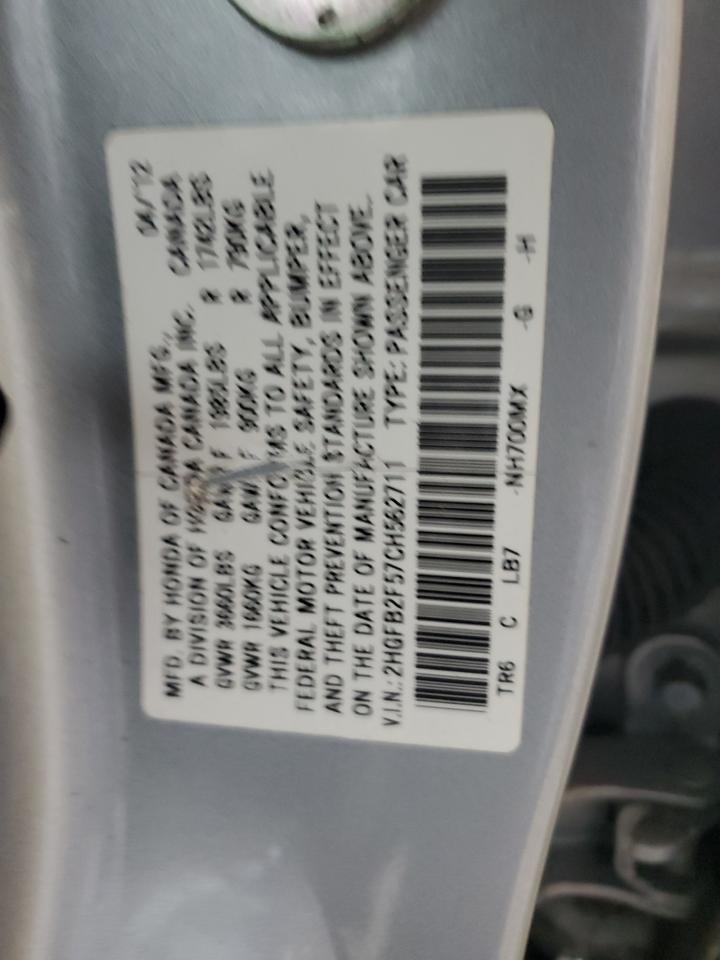 MFD. BY HONDA OF CANADA MFG., 04/12
A DIVISION OF HONDA CANADA INC. CANADA
GVWR 3660LBS GAWR F 1985LBS R 1742LBS
GVWR 1660KG GAWR F 900KG R 790KG
THIS VEHICLE CONFORMS TO ALL APPLICABLE
FEDERAL MOTOR VEHICLE SAFETY, BUMPER,
AND THEFT PREVENTION STANDARDS IN EFFECT
ON THE DATE OF MANUFACTURE SHOWN ABOVE.
V.I.N.: 2HGFB2F57CH562711 TYPE: PASSENGER CAR
TR6 C LB7 -NH700MX -G -H